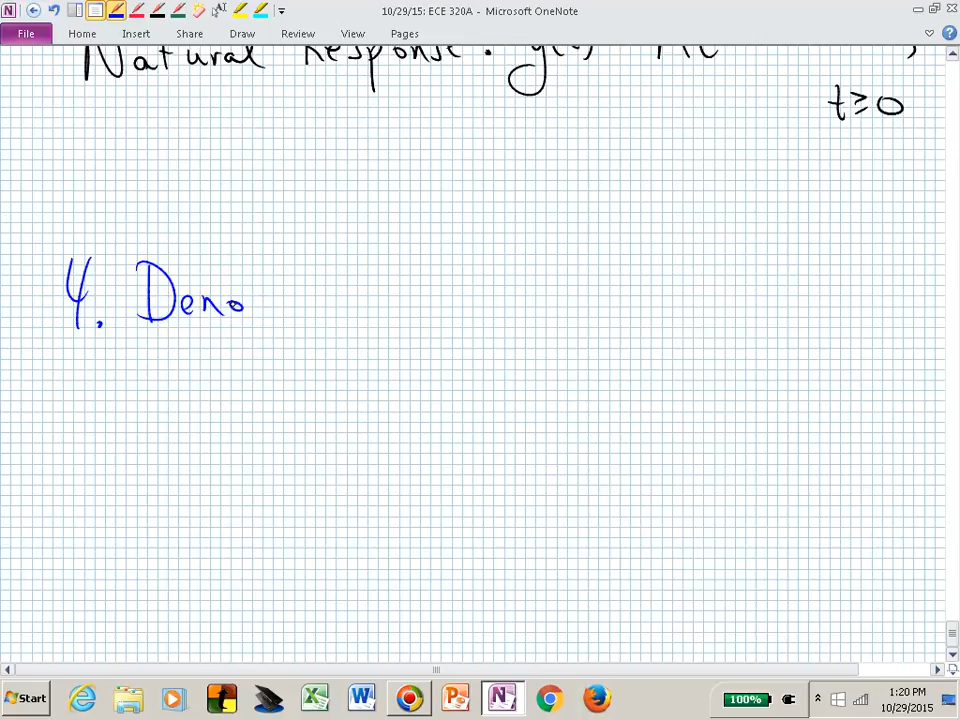 10/29/15: ECE 320A - Microsoft OneNote
File Home Insert Share Draw Review View Pages
Natural Response:
t≥0
4. Deno
Start
100%
1:20 PM
10/29/2015